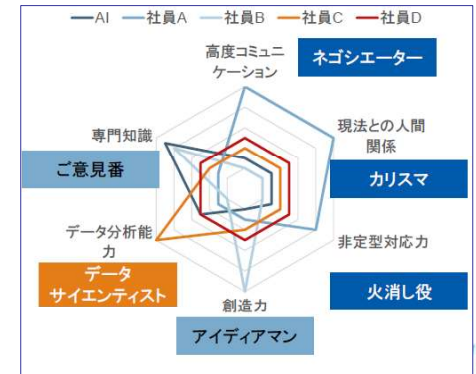 AI 社員A 社員B 社員C 社員D
高度コミュニ
ケーション
ネゴシエーター
現法との人間
関係
カリスマ
非定型対応力
火消し役
創造力
アイディアマン
データ分析能
力
データ
サイエンティスト
専門知識
ご意見番